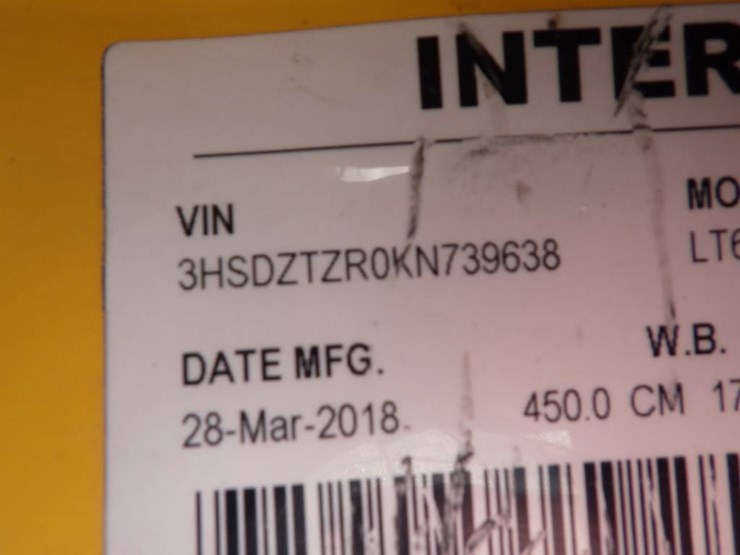 INTER
VIN
MO
3HSDZTZR0KN739638
LT6
DATE MFG.
W.B.
28-Mar-2018.
450.0 CM 17